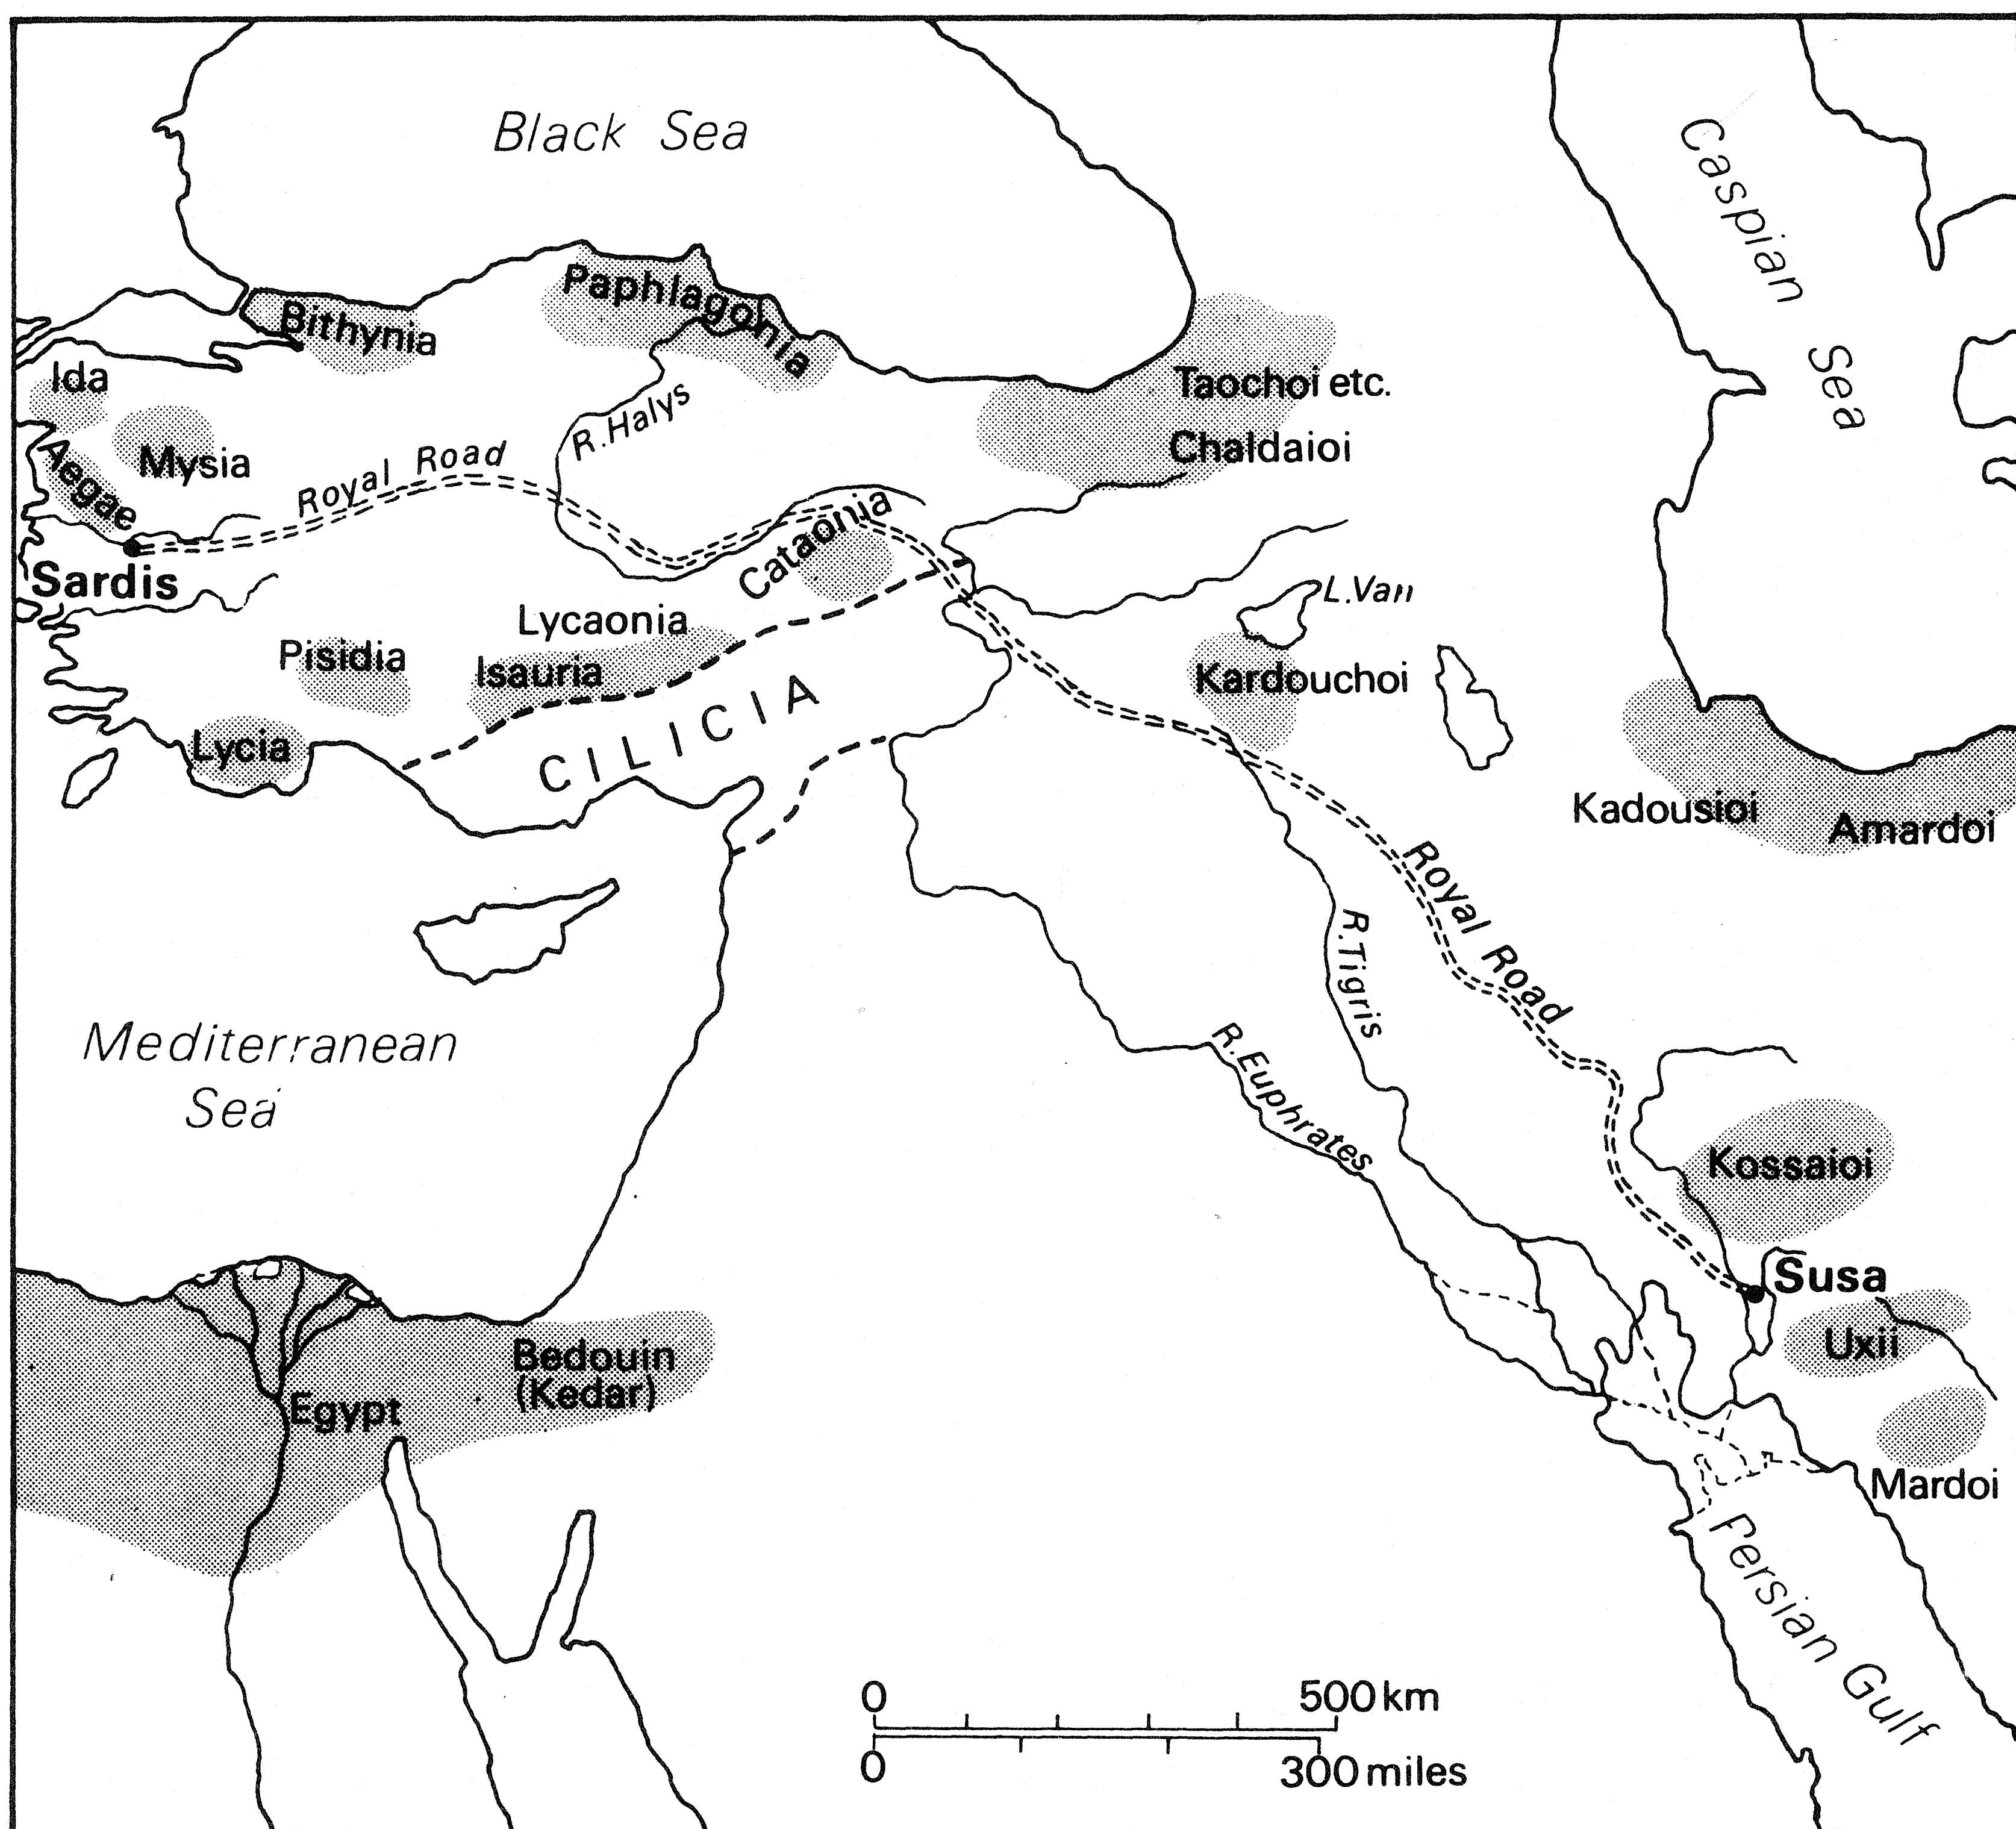 Black Sea
Caspian Sea
Paphlagonia
Bithynia
Ida
Taochoi etc.
R.Halys
Chaldaioi
Mysia
Royal Road
Aegae
Cataonia
Sardis
L.Van
Lycaonia
Pisidia
Isauria
Kardouchoi
CILICIA
Lycia
Kadousioi
Amardoi
Royal Road
R.Tigris
Mediterranean
Sea
R.Euphrates
Kossaioi
Susa
Uxii
Bedouin
(Kedar)
Egypt
Mardoi
Persian Gulf
0 500 km
0 300 miles